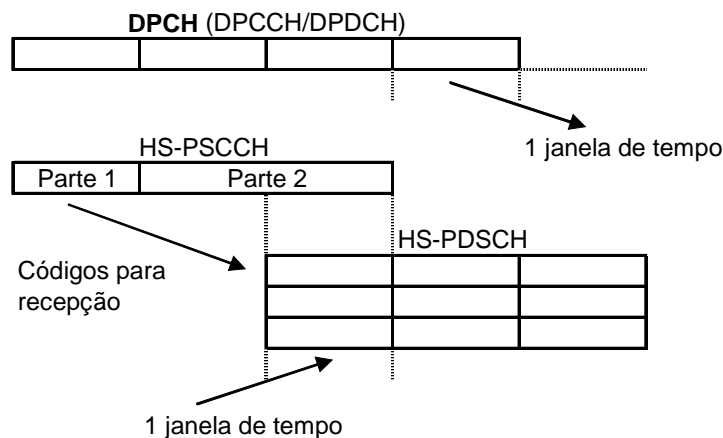 DPCH (DPCCH/DPDCH)
1 janela de tempo
HS-PSCCH
Parte 1
Parte 2
HS-PDSCH
Códigos para
recepção
1 janela de tempo